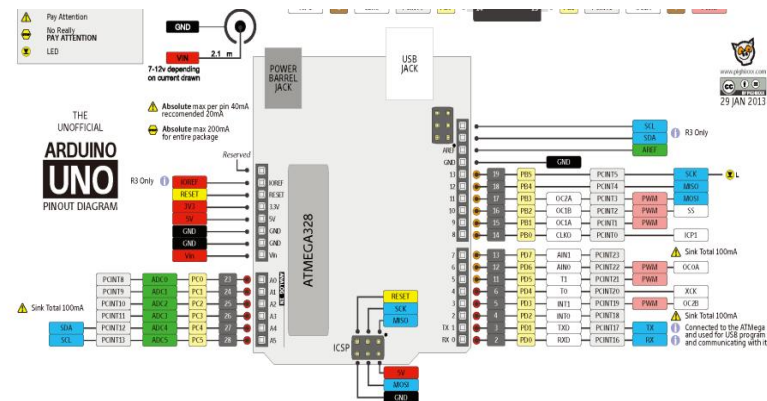 Pay Attention
No Really
PAY ATTENTION
LED
GND
VIN
2.1 m
7-12v depending
on current drawn
POWER
BARREL
JACK
USB
JACK
www.pighixxx.com
BY PIGHIXXX
29 JAN 2013
Absolute max per pin 40mA
reccomended 20mA
Absolute max 200mA
for entire package
THE
UNOFFICIAL
ARDUINO
UNO
PINOUT DIAGRAM
Reserved
R3 Only
IOREF IOREF
RESET RESET
3V3 3.3V
5V 5V
GND GND
GND GND
Vin Vin
ATMEGA328
SCL
SDA R3 Only
AREF AREF
GND GND
13 19 PB5 PCINT5 SCK L
12 18 PB4 PCINT4 MISO
11 17 PB3 OC2A PCINT3 PWM MOSI
10 16 PB2 OC1B PCINT2 PWM SS
9 15 PB1 OC1A PCINT1 PWM
8 14 PB0 CLKO PCINT0 ICP1
Sink Total 100mA
7 13 PD7 AIN1 PCINT23
6 12 PD6 AIN0 PCINT22 PWM OC0A
5 11 PD5 T1 PCINT21 PWM
4 6 PD4 T0 PCINT20 XCK
3 5 PD3 INT1 PCINT19 PWM OC2B
2 4 PD2 INT0 PCINT18 Sink Total 100mA
TX 1 3 PD1 TXD PCINT17 TX
RX 0 2 PD0 RXD PCINT16 RX
Connected to the ATMega
and used for USB program
and communicating with it
PCINT8 ADC0 PC0 23 A0
PCINT9 ADC1 PC1 24 A1
PCINT10 ADC2 PC2 25 A2
PCINT11 ADC3 PC3 26 A3
Sink Total 100mA
SDA PCINT12 ADC4 PC4 27 A4
SCL PCINT13 ADC5 PC5 28 A5
RESET
SCK
MISO
ICSP
5V
MOSI
GND